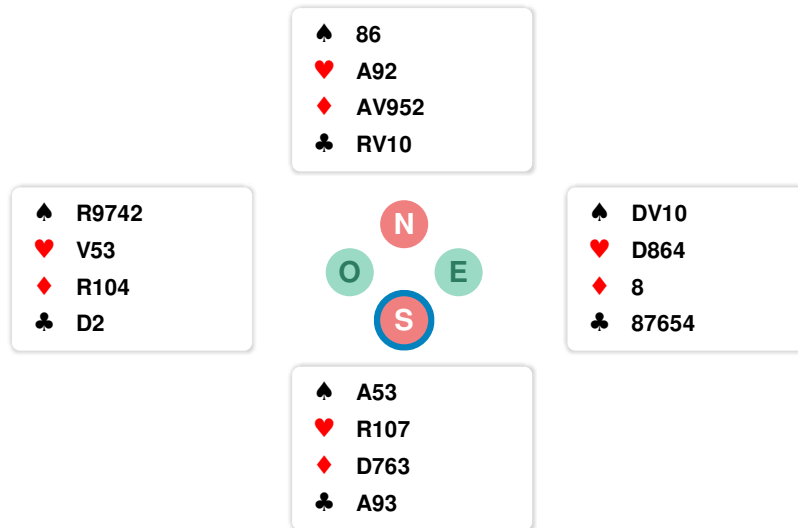 ♠ 86
♥ A92
♦ AV952
♣ RV10
♠ R9742
♥ V53
♦ R104
♣ D2
N
O E
S
♠ DV10
♥ D864
♦ 8
♣ 87654
♠ A53
♥ R107
♦ D763
♣ A93